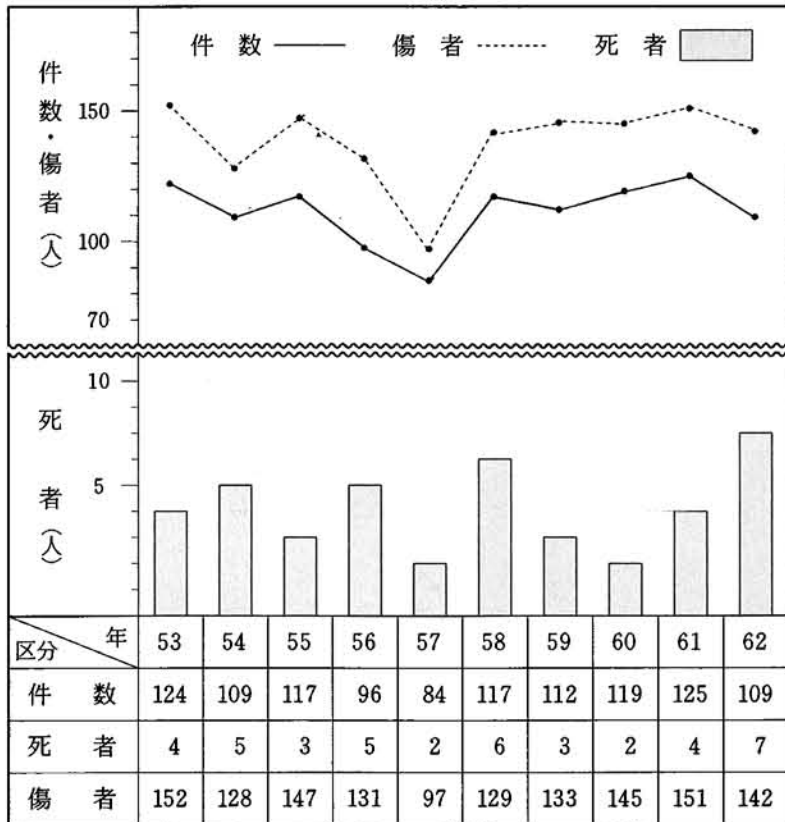 件数 傷者 死者
件数・傷者(人)
150
100
70
死者(人)
10
5
区分 年 53 54 55 56 57 58 59 60 61 62
件数 124 109 117 96 84 117 112 119 125 109
死者 4 5 3 5 2 6 3 2 4 7
傷者 152 128 147 131 97 129 133 145 151 142